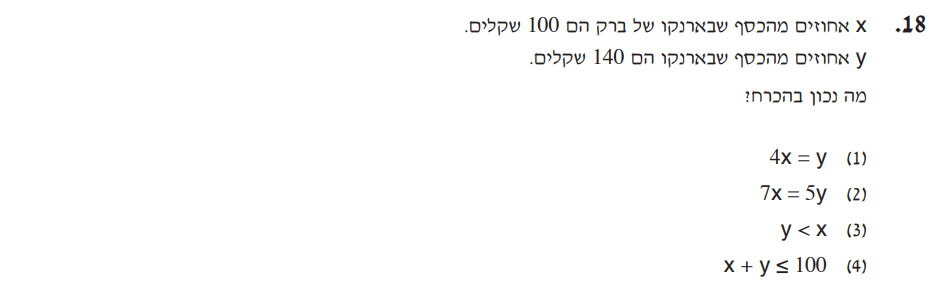 18. x אחוזים מהכסף שבארנקו של ברק הם 100 שקלים.
y אחוזים מהכסף שבארנקו הם 140 שקלים.
מה נכון בהכרח?
(1) 4x = y
(2) 7x = 5y
(3) y < x
(4) x + y ≤ 100